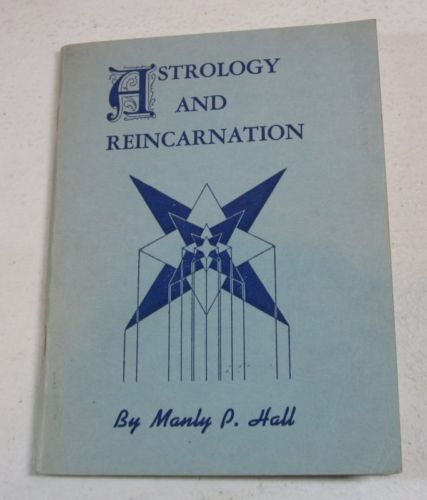 ASTROLOGY
AND
REINCARNATION
By Manly P. Hall